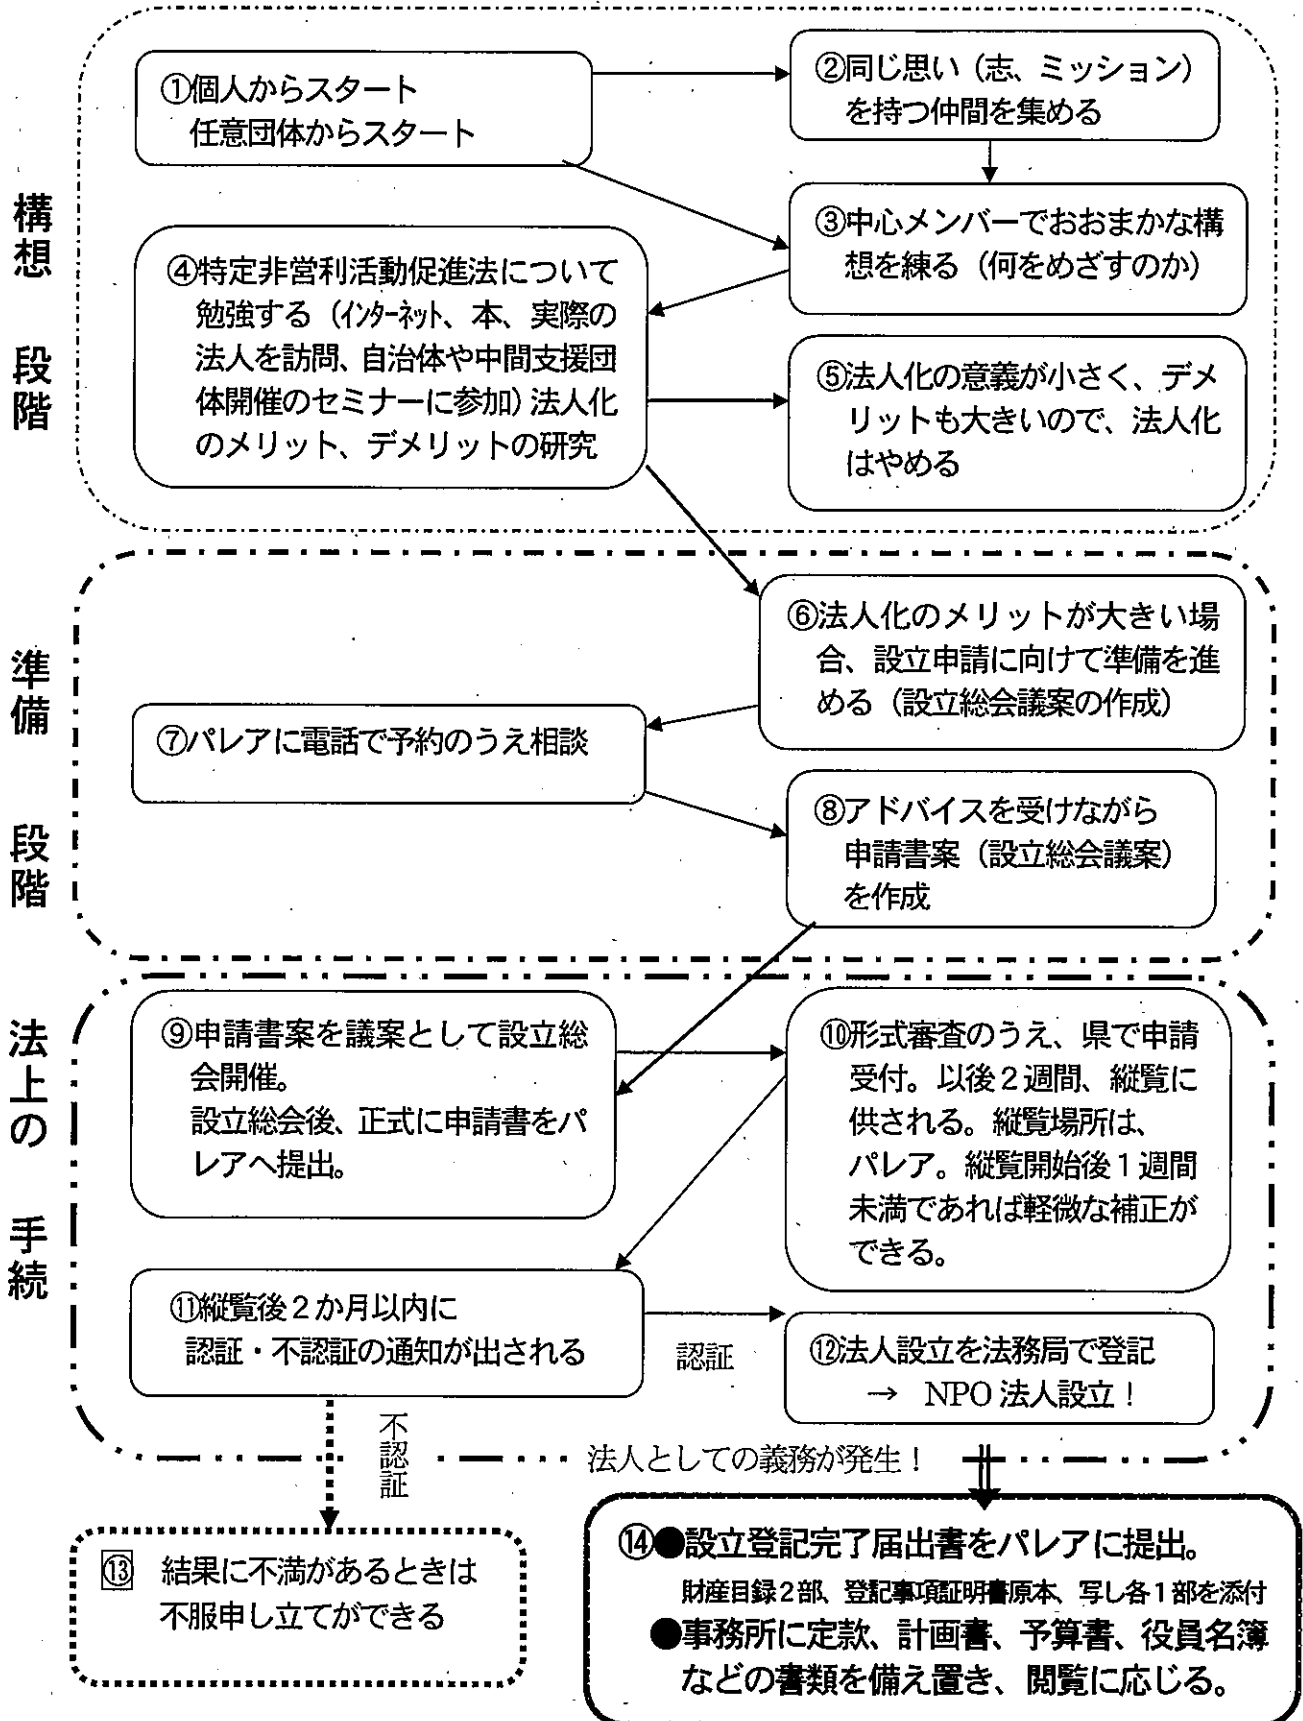 構想 段階
①個人からスタート
任意団体からスタート
②同じ思い（志、ミッション）
を持つ仲間を集める
③中心メンバーでおおまかな構
想を練る（何をめざすのか）
④特定非営利活動促進法について
勉強する（インターネット、本、実際の
法人を訪問、自治体や中間支援団
体開催のセミナーに参加）法人化
のメリット、デメリットの研究
⑤法人化の意義が小さく、デメ
リットも大きいので、法人化
はやめる
準備 段階
⑥法人化のメリットが大きい場
合、設立申請に向けて準備を進
める（設立総会議案の作成）
⑦パレアに電話で予約のうえ相談
⑧アドバイスを受けながら
申請書案（設立総会議案）
を作成
法上の 手続
⑨申請書案を議案として設立総
会開催。
設立総会後、正式に申請書をパ
レアへ提出。
⑩形式審査のうえ、県で申請
受付。以後２週間、縦覧に
供される。縦覧場所は、
パレア。縦覧開始後１週間
未満であれば軽微な補正が
できる。
⑪縦覧後２か月以内に
認証・不認証の通知が出される
認証
⑫法人設立を法務局で登記
→ NPO 法人設立！
不認証
法人としての義務が発生！
⑬ 結果に不満があるときは
不服申し立てができる
⑭●設立登記完了届出書をパレアに提出。
財産目録２部、登記事項証明書原本、写し各１部を添付
●事務所に定款、計画書、予算書、役員名簿
などの書類を備え置き、閲覧に応じる。